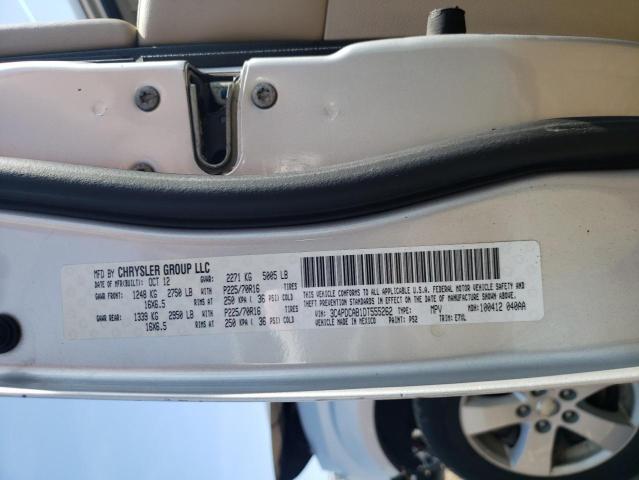 MFD BY CHRYSLER GROUP LLC
DATE OF MFR(BUILT): OCT 12 GVWR: 2271 KG 5005 LB
GAWR FRONT: 1248 KG 2750 LB WITH P225/70R16 TIRES
16X6.5 RIMS AT 250 KPA ( 36 PSI) COLD
GAWR REAR: 1339 KG 2950 LB WITH P225/70R16 TIRES
16X6.5 RIMS AT 250 KPA ( 36 PSI) COLD
THIS VEHICLE CONFORMS TO ALL APPLICABLE U.S.A. FEDERAL MOTOR VEHICLE SAFETY AND
THEFT PREVENTION STANDARDS IN EFFECT ON THE DATE OF MANUFACTURE SHOWN ABOVE.
VIN: 3C4PDCAB1DT555262 TYPE: MPV MDH: 100412 040AA
VEHICLE MADE IN MEXICO PAINT: PS2 TRIM: E7VL